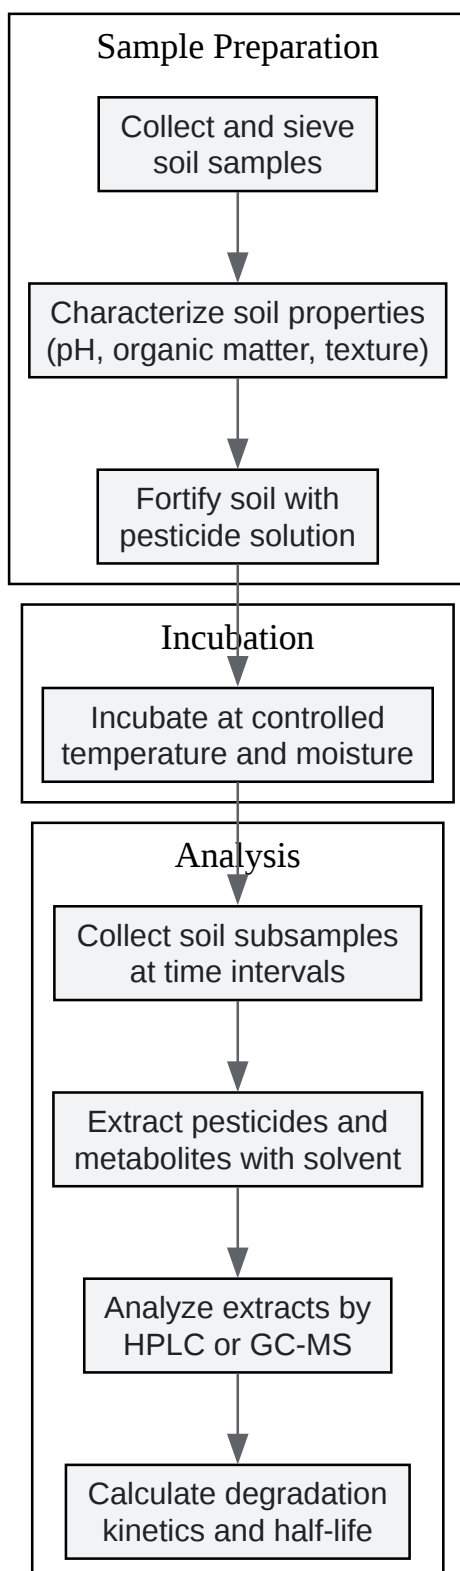 Sample Preparation
Collect and sieve
soil samples
Characterize soil properties
(pH, organic matter, texture)
Fortify soil with
pesticide solution
Incubation
Incubate at controlled
temperature and moisture
Analysis
Collect soil subsamples
at time intervals
Extract pesticides and
metabolites with solvent
Analyze extracts by
HPLC or GC-MS
Calculate degradation
kinetics and half-life